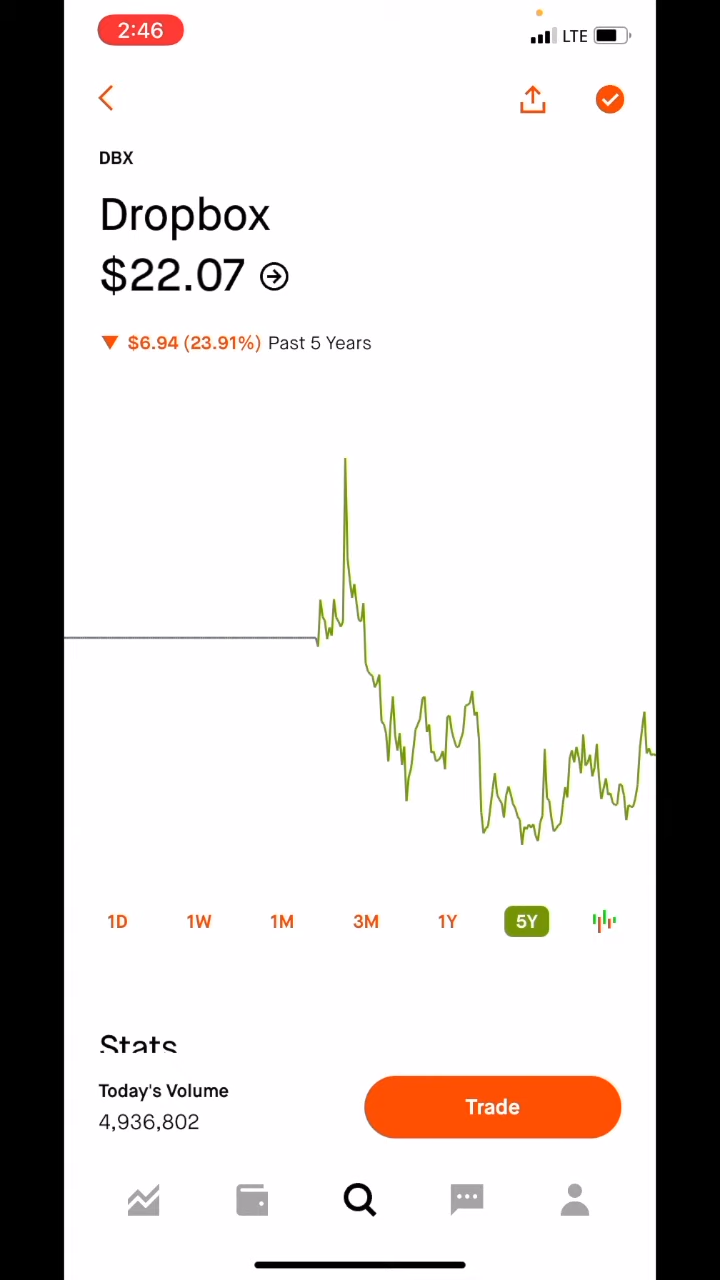 2:46
LTE
DBX
Dropbox
$22.07
$6.94 (23.91%) Past 5 Years
1D 1W 1M 3M 1Y 5Y
Stats
Today's Volume
4,936,802
Trade